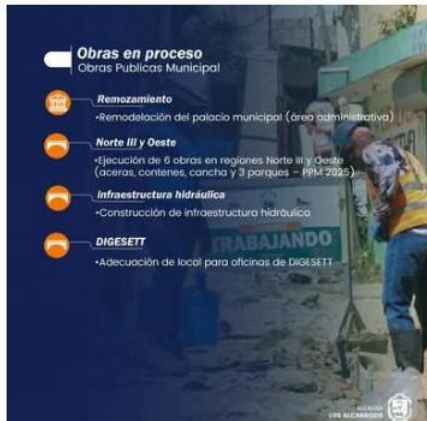 Obras en proceso
Obras Publicas Municipal
Remozamiento
•Remodelación del palacio municipal (área administrativa)
Norte III y Oeste
•Ejecución de 6 obras en regiones Norte III y Oeste
(aceras, contenes, cancha y 3 parques – PPM 2025)
infraestructura hidráulica
•Construcción de infraestructura hidráulica
TRABAJANDO
DIGESETT
•Adecuación de local para oficinas de DIGESETT
ALCALDÍA
LOS ALCARRIZOS